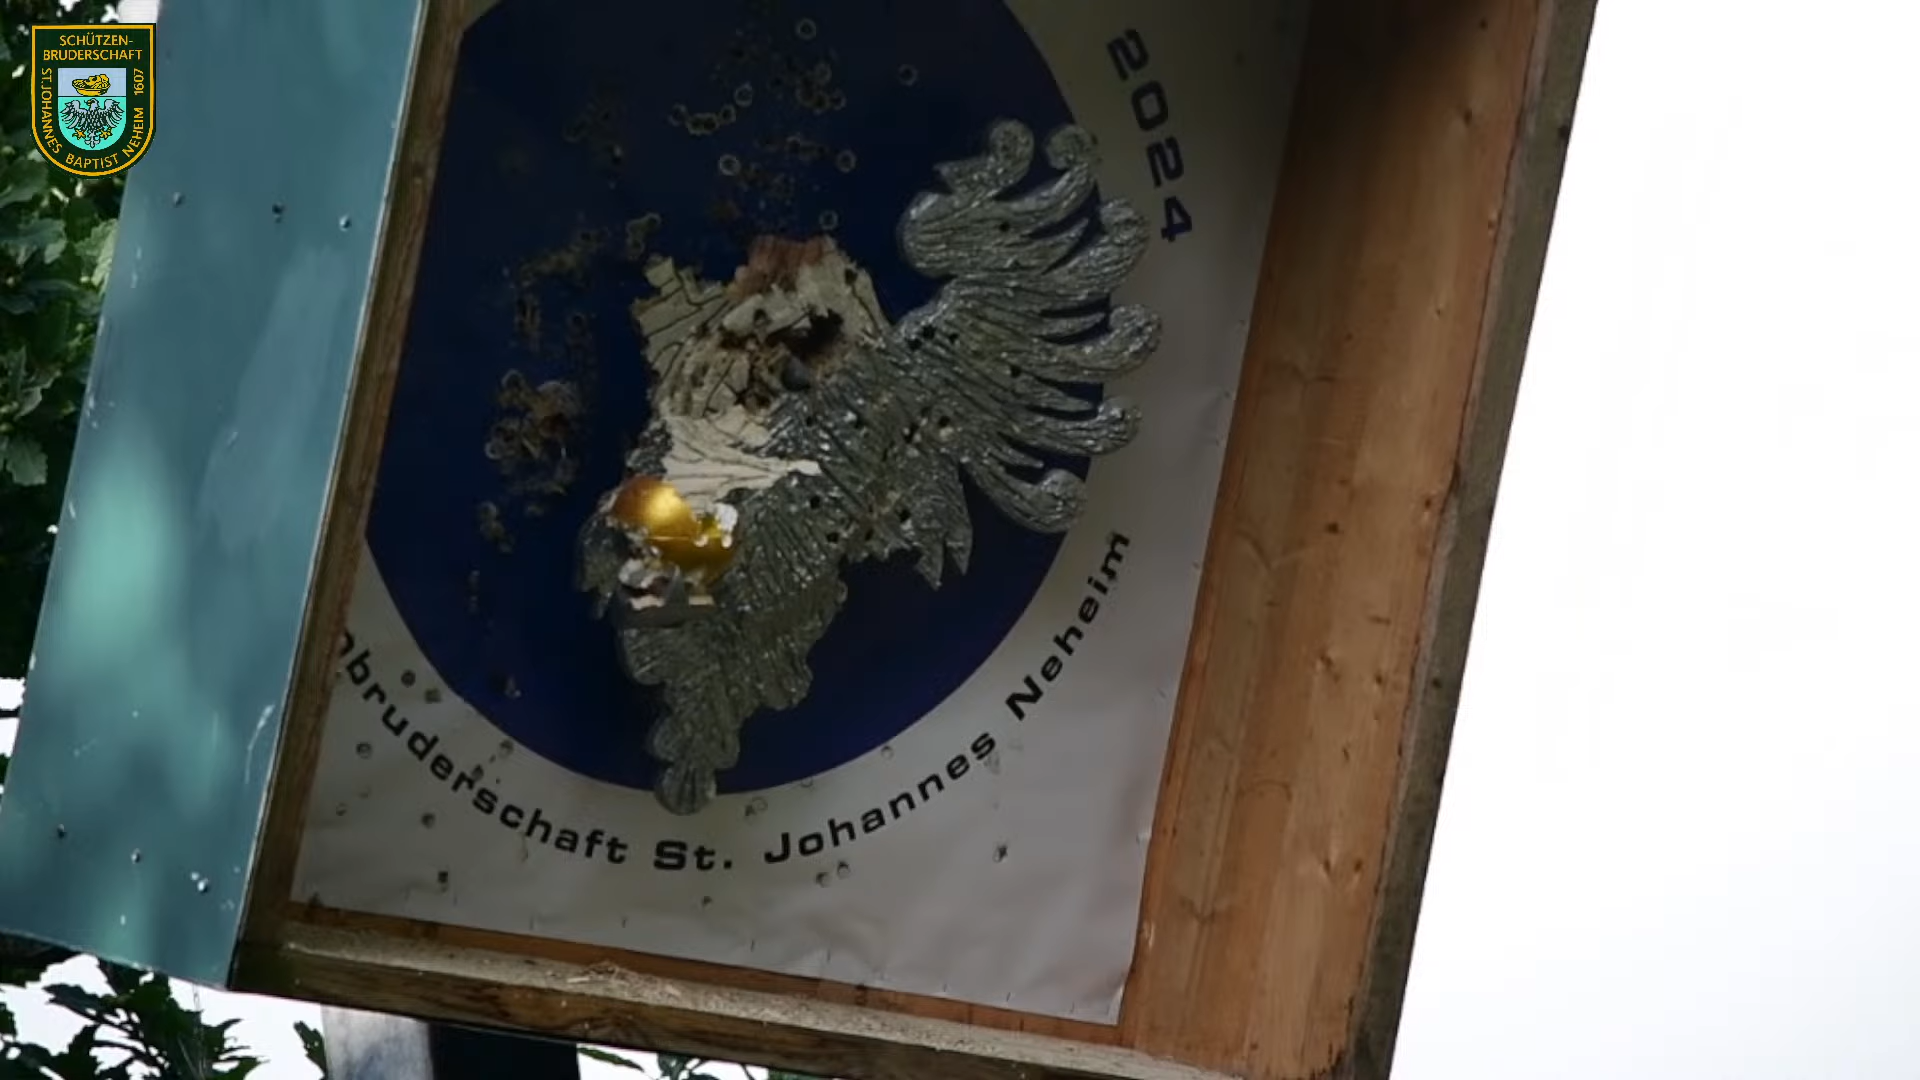 SCHÜTZEN-
BRUDERSCHAFT
ST.JOHANNES BAPTIST NEHEIM 1607
2024
bruderschaft St. Johannes Neheim